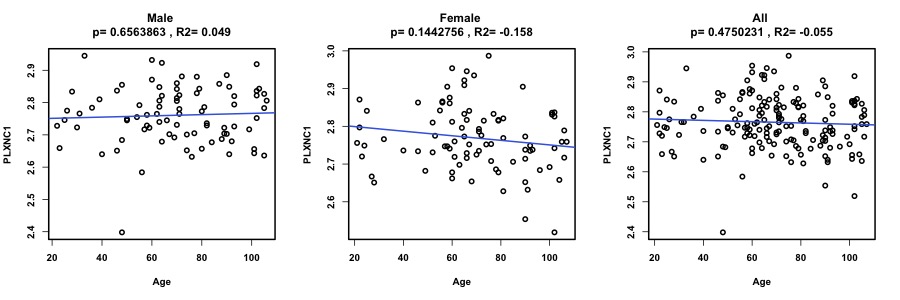 Male
p= 0.6563863 , R2= 0.049
PLXNC1
2.9
2.8
2.7
2.6
2.5
2.4
20 40 60 80 100
Age
Female
p= 0.1442756 , R2= -0.158
PLXNC1
3.0
2.9
2.8
2.7
2.6
20 40 60 80 100
Age
All
p= 0.4750231 , R2= -0.055
PLXNC1
3.0
2.9
2.8
2.7
2.6
2.5
2.4
20 40 60 80 100
Age